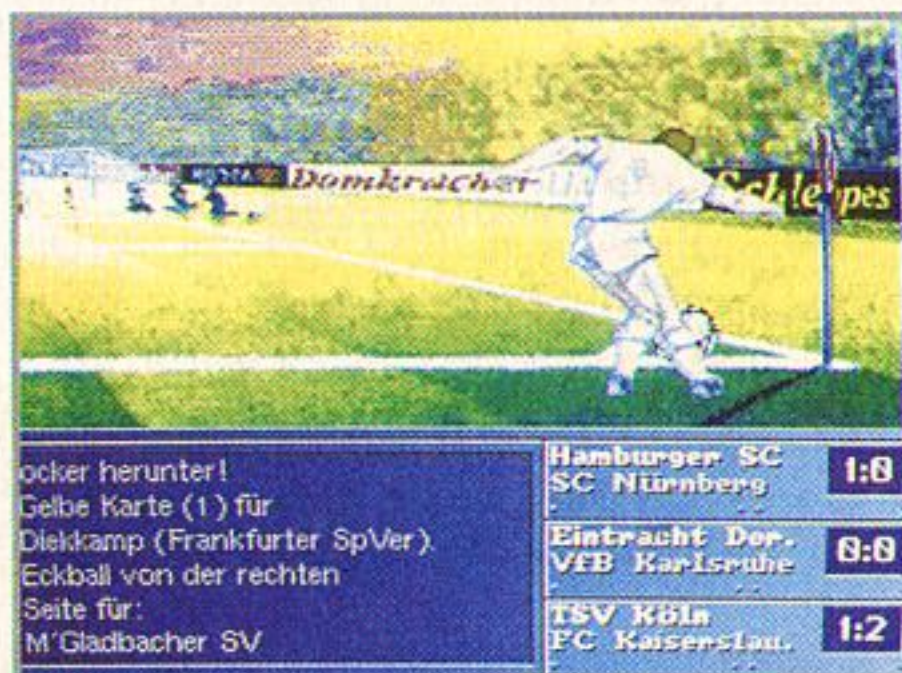 Domkracher
Schleppes
ocker herunter!
Gelbe Karte (1) für
Diekkamp (Frankfurter SpVer).
Eckball von der rechten
Seite für:
M'Gladbacher SV
Hamburger SC
SC Nürnberg
1:0
Eintracht Dor.
VfB Karlsruhe
0:0
TSV Köln
FC Kaiserslau.
1:2